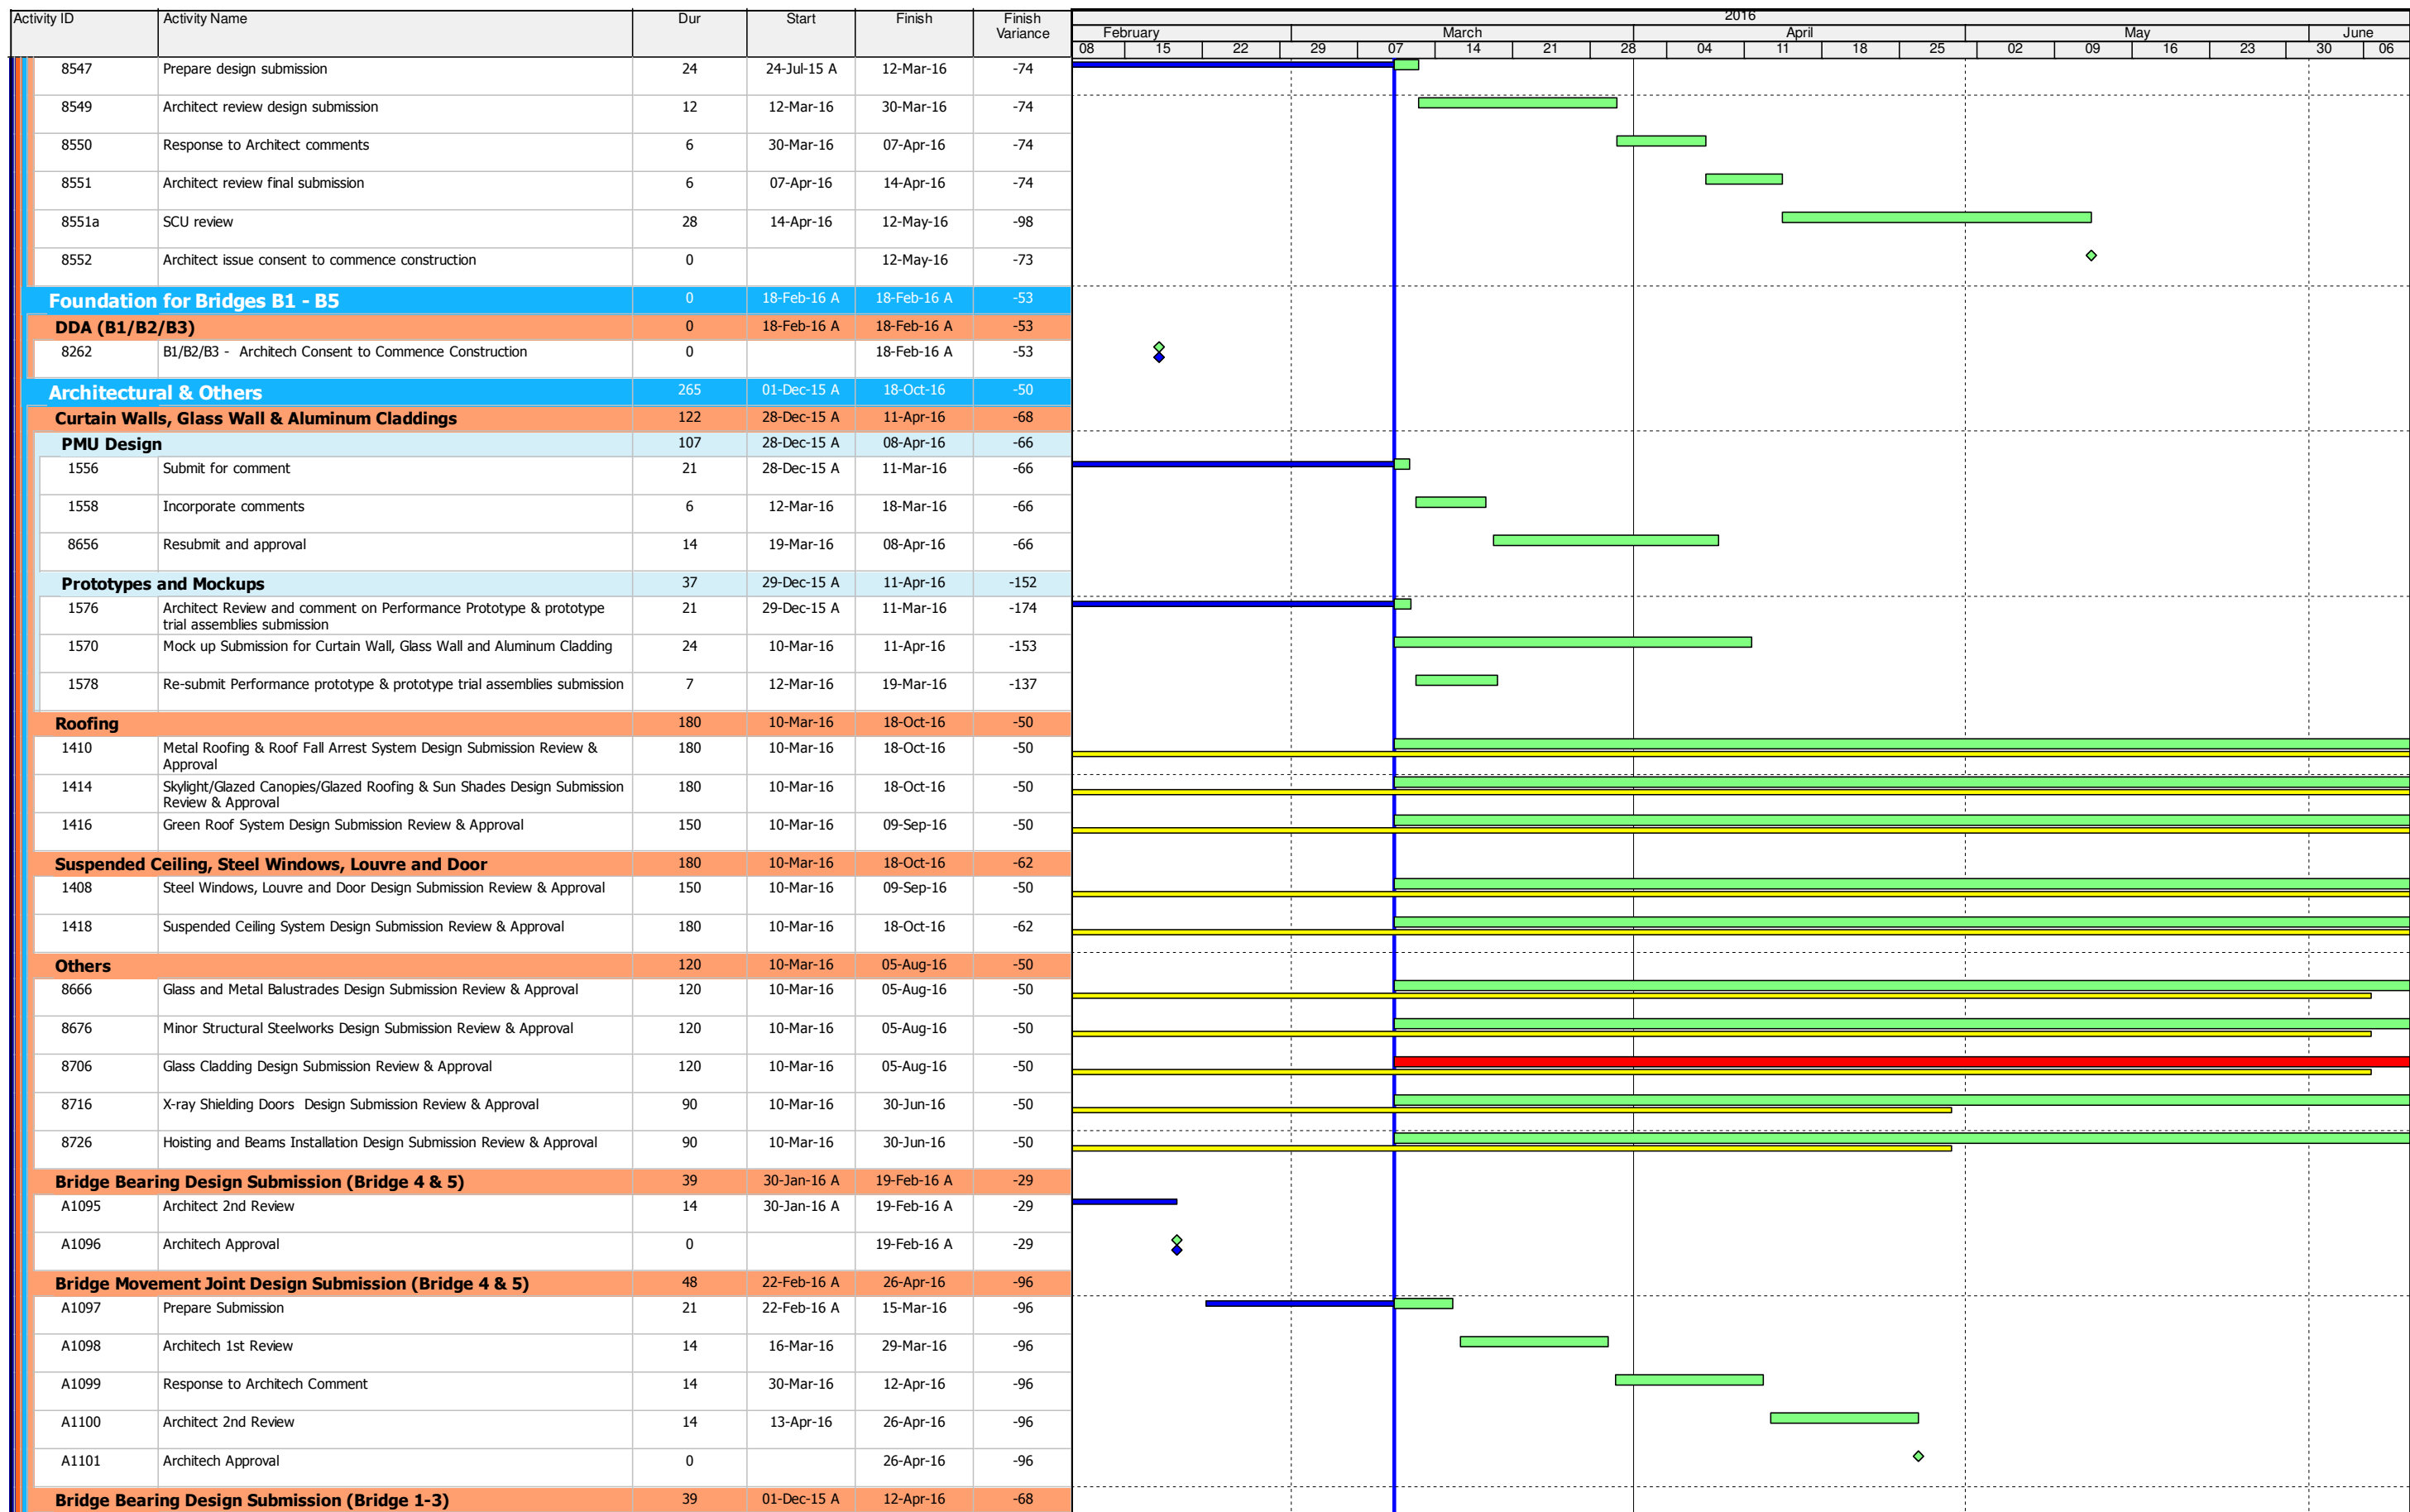 Activity ID Activity Name Dur Start Finish Finish Variance 2016
February March April May June
08 15 22 29 07 14 21 28 04 11 18 25 02 09 16 23 30 06
8547 Prepare design submission 24 24-Jul-15 A 12-Mar-16 -74
8549 Architect review design submission 12 12-Mar-16 30-Mar-16 -74
8550 Response to Architect comments 6 30-Mar-16 07-Apr-16 -74
8551 Architect review final submission 6 07-Apr-16 14-Apr-16 -74
8551a SCU review 28 14-Apr-16 12-May-16 -98
8552 Architect issue consent to commence construction 0 12-May-16 -73
Foundation for Bridges B1 - B5 0 18-Feb-16 A 18-Feb-16 A -53
DDA (B1/B2/B3) 0 18-Feb-16 A 18-Feb-16 A -53
8262 B1/B2/B3 - Architech Consent to Commence Construction 0 18-Feb-16 A -53
Architectural & Others 265 01-Dec-15 A 18-Oct-16 -50
Curtain Walls, Glass Wall & Aluminum Claddings 122 28-Dec-15 A 11-Apr-16 -68
PMU Design 107 28-Dec-15 A 08-Apr-16 -66
1556 Submit for comment 21 28-Dec-15 A 11-Mar-16 -66
1558 Incorporate comments 6 12-Mar-16 18-Mar-16 -66
8656 Resubmit and approval 14 19-Mar-16 08-Apr-16 -66
Prototypes and Mockups 37 29-Dec-15 A 11-Apr-16 -152
1576 Architect Review and comment on Performance Prototype & prototype 21 29-Dec-15 A 11-Mar-16 -174
trial assemblies submission
1570 Mock up Submission for Curtain Wall, Glass Wall and Aluminum Cladding 24 10-Mar-16 11-Apr-16 -153
1578 Re-submit Performance prototype & prototype trial assemblies submission 7 12-Mar-16 19-Mar-16 -137
Roofing 180 10-Mar-16 18-Oct-16 -50
1410 Metal Roofing & Roof Fall Arrest System Design Submission Review & 180 10-Mar-16 18-Oct-16 -50
Approval
1414 Skylight/Glazed Canopies/Glazed Roofing & Sun Shades Design Submission 180 10-Mar-16 18-Oct-16 -50
Review & Approval
1416 Green Roof System Design Submission Review & Approval 150 10-Mar-16 09-Sep-16 -50
Suspended Ceiling, Steel Windows, Louvre and Door 180 10-Mar-16 18-Oct-16 -62
1408 Steel Windows, Louvre and Door Design Submission Review & Approval 150 10-Mar-16 09-Sep-16 -50
1418 Suspended Ceiling System Design Submission Review & Approval 180 10-Mar-16 18-Oct-16 -62
Others 120 10-Mar-16 05-Aug-16 -50
8666 Glass and Metal Balustrades Design Submission Review & Approval 120 10-Mar-16 05-Aug-16 -50
8676 Minor Structural Steelworks Design Submission Review & Approval 120 10-Mar-16 05-Aug-16 -50
8706 Glass Cladding Design Submission Review & Approval 120 10-Mar-16 05-Aug-16 -50
8716 X-ray Shielding Doors Design Submission Review & Approval 90 10-Mar-16 30-Jun-16 -50
8726 Hoisting and Beams Installation Design Submission Review & Approval 90 10-Mar-16 30-Jun-16 -50
Bridge Bearing Design Submission (Bridge 4 & 5) 39 30-Jan-16 A 19-Feb-16 A -29
A1095 Architect 2nd Review 14 30-Jan-16 A 19-Feb-16 A -29
A1096 Architech Approval 0 19-Feb-16 A -29
Bridge Movement Joint Design Submission (Bridge 4 & 5) 48 22-Feb-16 A 26-Apr-16 -96
A1097 Prepare Submission 21 22-Feb-16 A 15-Mar-16 -96
A1098 Architech 1st Review 14 16-Mar-16 29-Mar-16 -96
A1099 Response to Architech Comment 14 30-Mar-16 12-Apr-16 -96
A1100 Architect 2nd Review 14 13-Apr-16 26-Apr-16 -96
A1101 Architech Approval 0 26-Apr-16 -96
Bridge Bearing Design Submission (Bridge 1-3) 39 01-Dec-15 A 12-Apr-16 -68